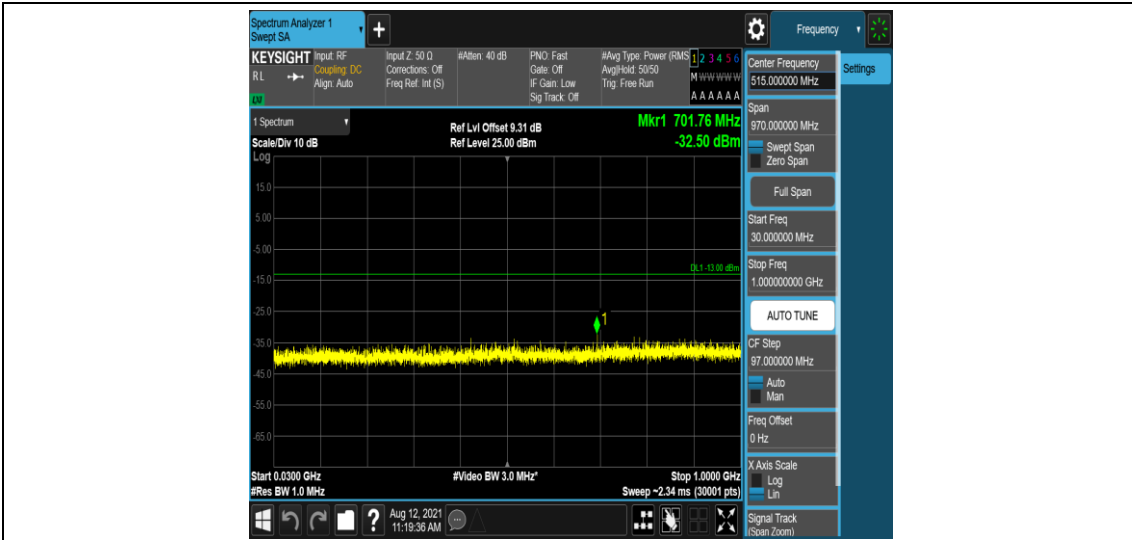 Spectrum Analyzer 1
Swept SA
+
Frequency
KEYSIGHT
Input: RF
Input Z: 50 Ω
#Atten: 40 dB
PNO: Fast
#Avg Type: Power (RMS
1 2 3 4 5 6
RL
Coupling: DC
Corrections: Off
Gate: Off
Avg|Hold: 50/50
M W W W W W
Align: Auto
Freq Ref: Int (S)
IF Gain: Low
Trig: Free Run
Sig Track: Off
A A A A A A
LXI
1 Spectrum
Ref Lvl Offset 9.31 dB
Mkr1 701.76 MHz
Scale/Div 10 dB
Ref Level 25.00 dBm
-32.50 dBm
Log
15.0
5.00
-5.00
DL1 -13.00 dBm
-15.0
-25.0
1
-35.0
-45.0
-55.0
-65.0
Start 0.0300 GHz
#Video BW 3.0 MHz*
Stop 1.0000 GHz
#Res BW 1.0 MHz
Sweep ~2.34 ms (30001 pts)
?
Aug 12, 2021
11:19:36 AM
Center Frequency
515.000000 MHz
Settings
Span
970.000000 MHz
Swept Span
Zero Span
Full Span
Start Freq
30.000000 MHz
Stop Freq
1.000000000 GHz
AUTO TUNE
CF Step
97.000000 MHz
Auto
Man
Freq Offset
0 Hz
X Axis Scale
Log
Lin
Signal Track
(Span Zoom)